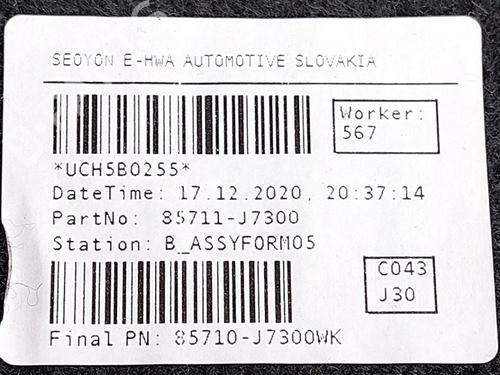 SEOYON E-HWA AUTOMOTIVE SLOVAKIA
Worker:
567
*UCH5B0255*
DateTime: 17.12.2020, 20:37:14
PartNo: 85711-J7300
Station: B_ASSYFORM05
C043
J30
Final PN: 85710-J7300WK